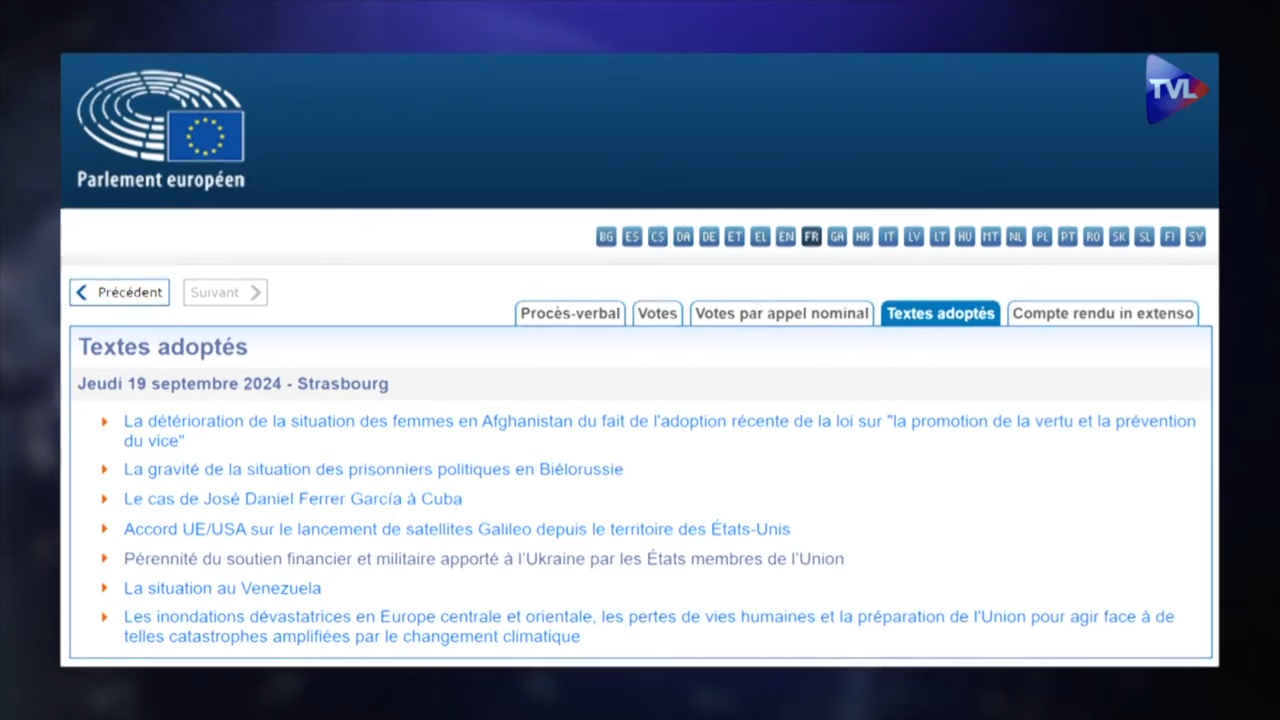 TVL
Parlement européen
BG ES CS DA DE ET EL EN FR GA HR IT LV LT HU MT NL PL PT RO SK SL FI SV
Précédent Suivant
Procès-verbal Votes Votes par appel nominal Textes adoptés Compte rendu in extenso
Textes adoptés
Jeudi 19 septembre 2024 - Strasbourg
La détérioration de la situation des femmes en Afghanistan du fait de l'adoption récente de la loi sur "la promotion de la vertu et la prévention
du vice"
La gravité de la situation des prisonniers politiques en Biélorussie
Le cas de José Daniel Ferrer García à Cuba
Accord UE/USA sur le lancement de satellites Galileo depuis le territoire des États-Unis
Pérennité du soutien financier et militaire apporté à l’Ukraine par les États membres de l’Union
La situation au Venezuela
Les inondations dévastatrices en Europe centrale et orientale, les pertes de vies humaines et la préparation de l'Union pour agir face à de
telles catastrophes amplifiées par le changement climatique